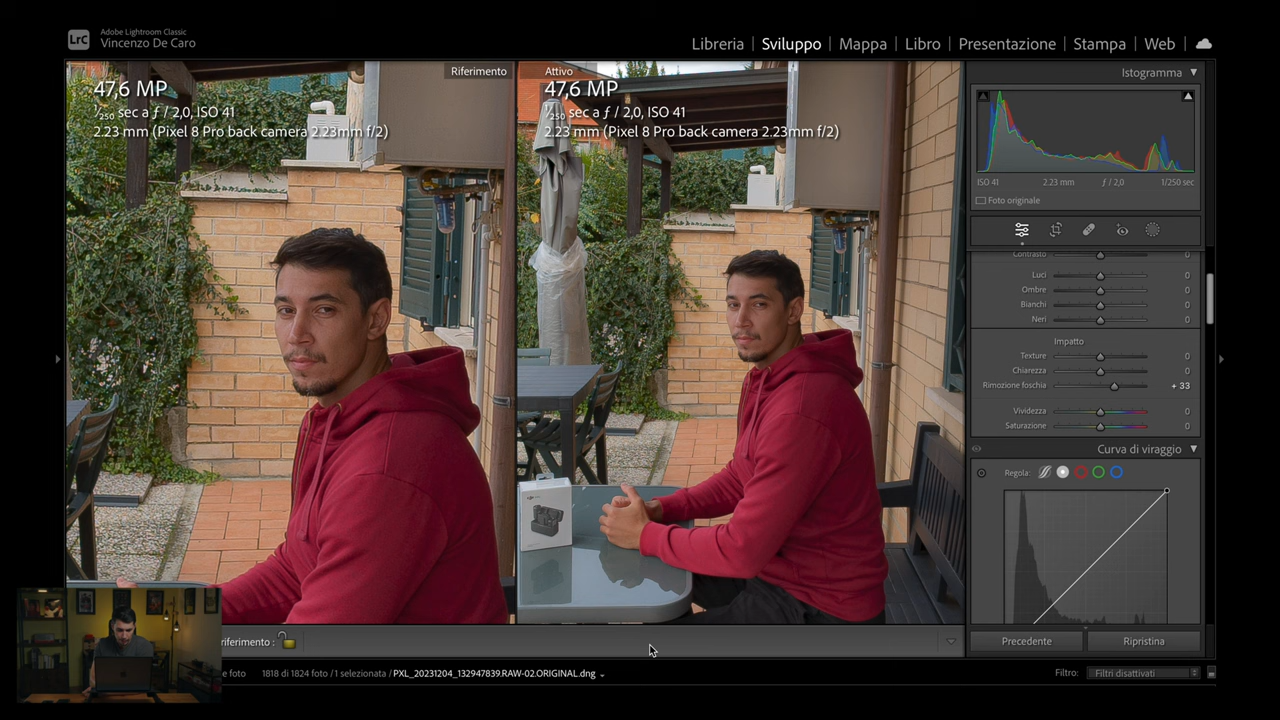 LrC
Adobe Lightroom Classic
Vincenzo De Caro
Libreria | Sviluppo | Mappa | Libro | Presentazione | Stampa | Web
Riferimento
47,6 MP
1/250 sec a ƒ / 2,0, ISO 41
2.23 mm (Pixel 8 Pro back camera 2.23mm f/2)
Attivo
47,6 MP
1/250 sec a ƒ / 2,0, ISO 41
2.23 mm (Pixel 8 Pro back camera 2.23mm f/2)
Istogramma
ISO 41 2.23 mm ƒ / 2,0 1/250 sec
Foto originale
Contrasto 0
Luci 0
Ombre 0
Bianchi 0
Neri 0
Impatto
Texture 0
Chiarezza 0
Rimozione foschia + 33
Vividezza 0
Saturazione 0
Curva di viraggio
Regola:
riferimento :
Precedente
Ripristina
e foto 1818 di 1824 foto / 1 selezionata / PXL_20231204_132947839.RAW-02.ORIGINAL.dng
Filtro: Filtri disattivati